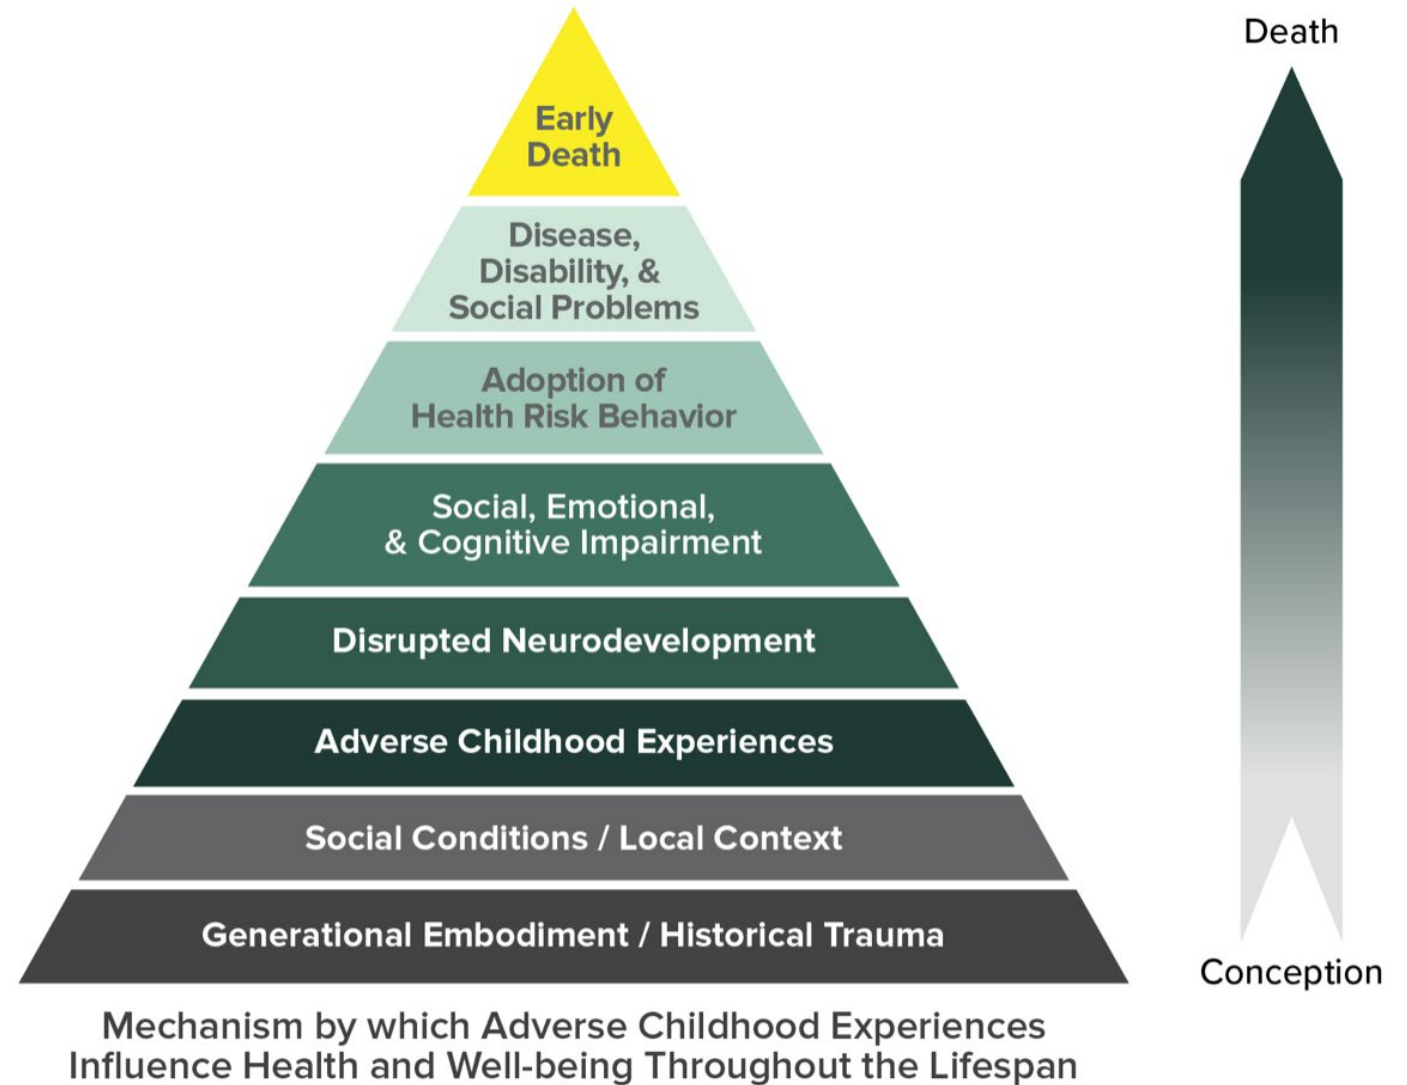 Death
Early
Death
Disease,
Disability, &
Social Problems
Adoption of
Health Risk Behavior
Social, Emotional,
& Cognitive Impairment
Disrupted Neurodevelopment
Adverse Childhood Experiences
Social Conditions / Local Context
Generational Embodiment / Historical Trauma
Conception
Mechanism by which Adverse Childhood Experiences
Influence Health and Well-being Throughout the Lifespan